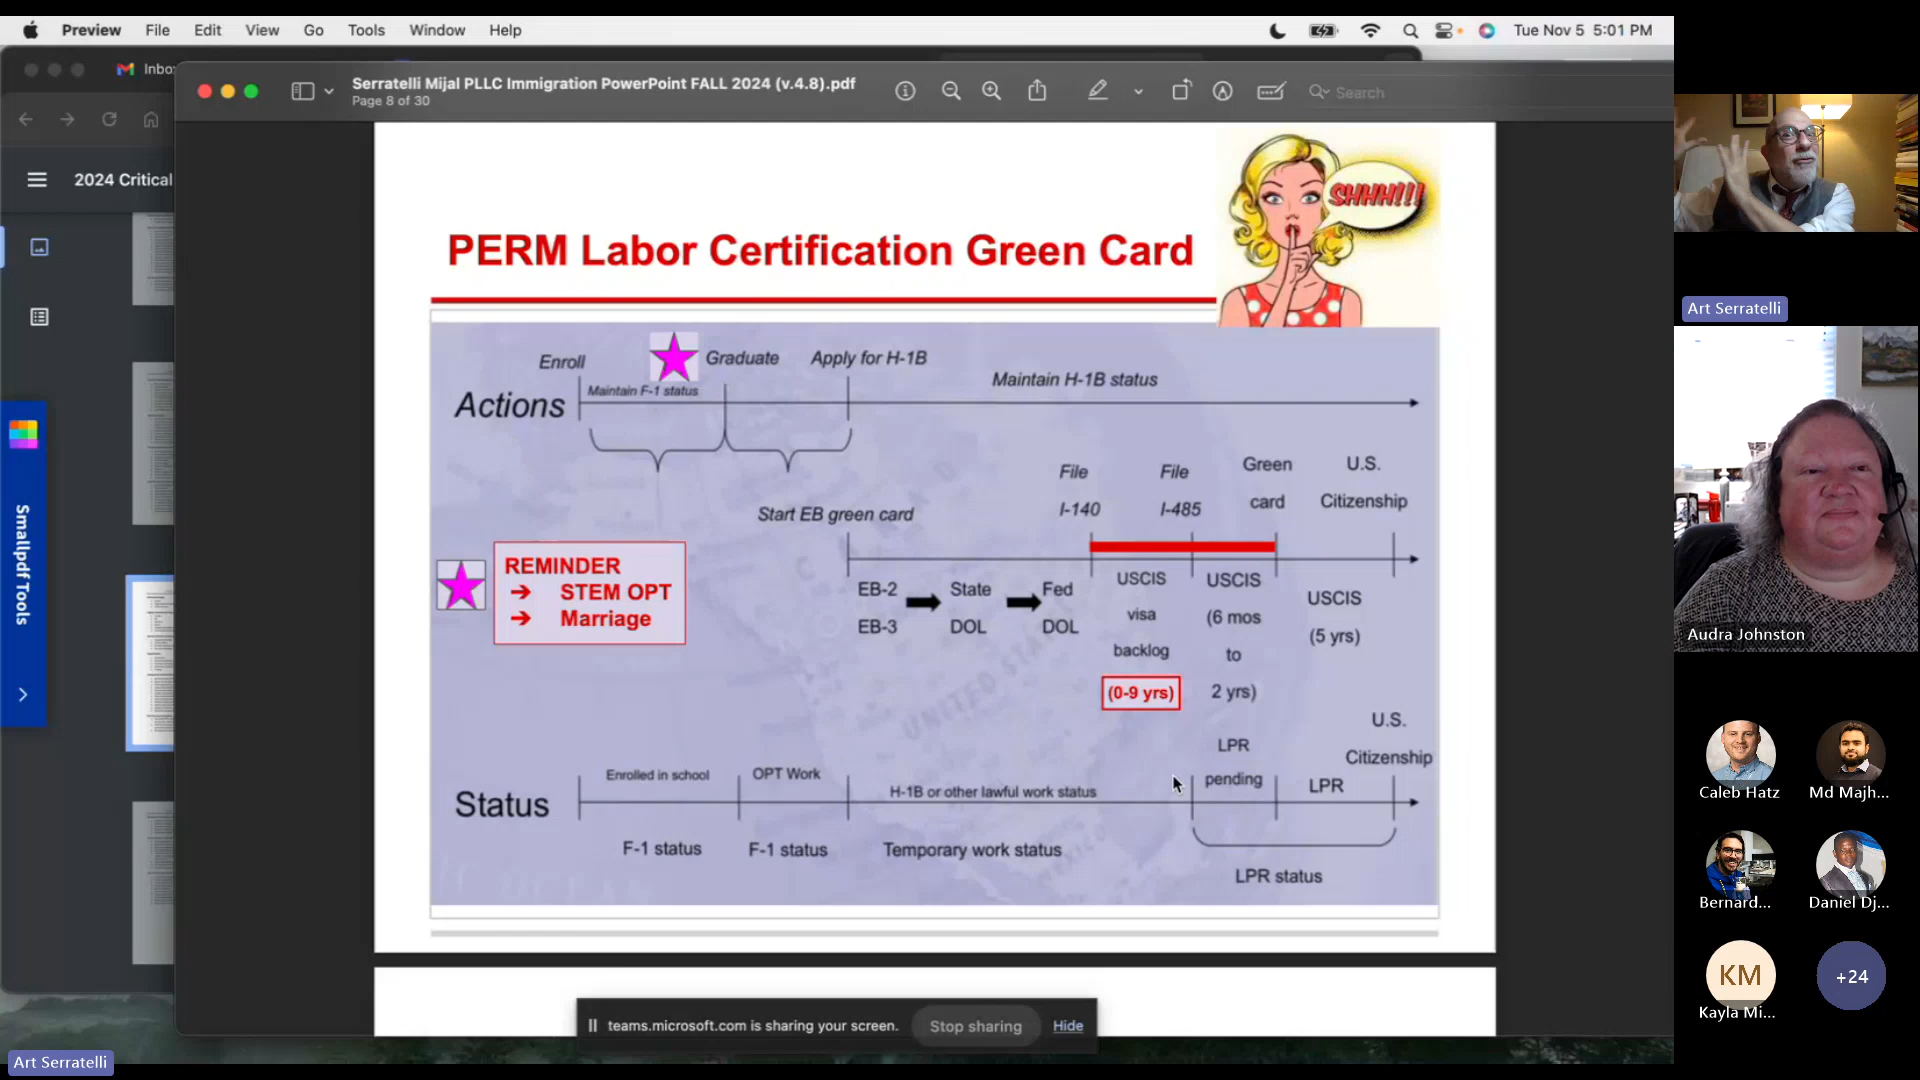 Preview File Edit View Go Tools Window Help
Tue Nov 5 5:01 PM
Inbo
Serratelli Mijal PLLC Immigration PowerPoint FALL 2024 (v.4.8).pdf
Page 8 of 30
Search
2024 Critical
Smallpdf Tools
SHHH!!!
PERM Labor Certification Green Card
Enroll
Graduate
Apply for H-1B
Maintain F-1 status
Maintain H-1B status
Actions
File
I-140
File
I-485
Green
card
U.S.
Citizenship
Start EB green card
REMINDER
➔ STEM OPT
➔ Marriage
EB-2
EB-3
State
DOL
Fed
DOL
USCIS
visa
backlog
(0-9 yrs)
USCIS
(6 mos
to
2 yrs)
USCIS
(5 yrs)
Status
Enrolled in school
OPT Work
H-1B or other lawful work status
LPR
pending
LPR
U.S.
Citizenship
F-1 status
F-1 status
Temporary work status
LPR status
UNITED STATES
teams.microsoft.com is sharing your screen.
Stop sharing
Hide
Art Serratelli
Art Serratelli
Audra Johnston
Caleb Hatz
Md Majh...
Bernard...
Daniel Dj...
KM
Kayla Mi...
+24